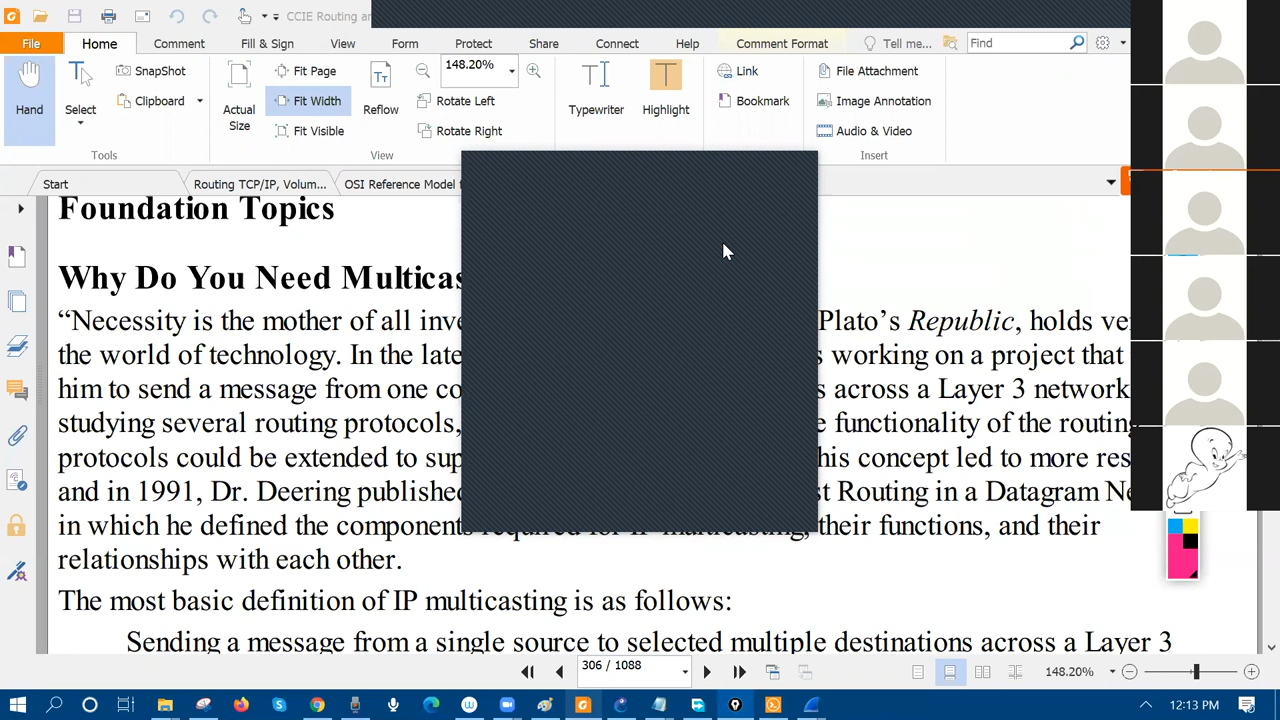 CCIE Routing an
File Home Comment Fill & Sign View Form Protect Share Connect Help Comment Format Tell me... Find
SnapShot Fit Page 148.20% Link File Attachment
Hand Select Clipboard Actual Size Fit Width Reflow Rotate Left Typewriter Highlight Bookmark Image Annotation
Fit Visible Rotate Right Audio & Video
Tools View Insert
Start Routing TCP/IP, Volum... OSI Reference Model f
Foundation Topics
Why Do You Need Multicas
“Necessity is the mother of all inve Plato’s Republic, holds ve
the world of technology. In the late s working on a project that
him to send a message from one co s across a Layer 3 network
studying several routing protocols, e functionality of the routing
protocols could be extended to sup his concept led to more res
and in 1991, Dr. Deering published st Routing in a Datagram Ne
in which he defined the components required for IP multicasting, their functions, and their
relationships with each other.
The most basic definition of IP multicasting is as follows:
Sending a message from a single source to selected multiple destinations across a Layer 3
306 / 1088 148.20%
12:13 PM